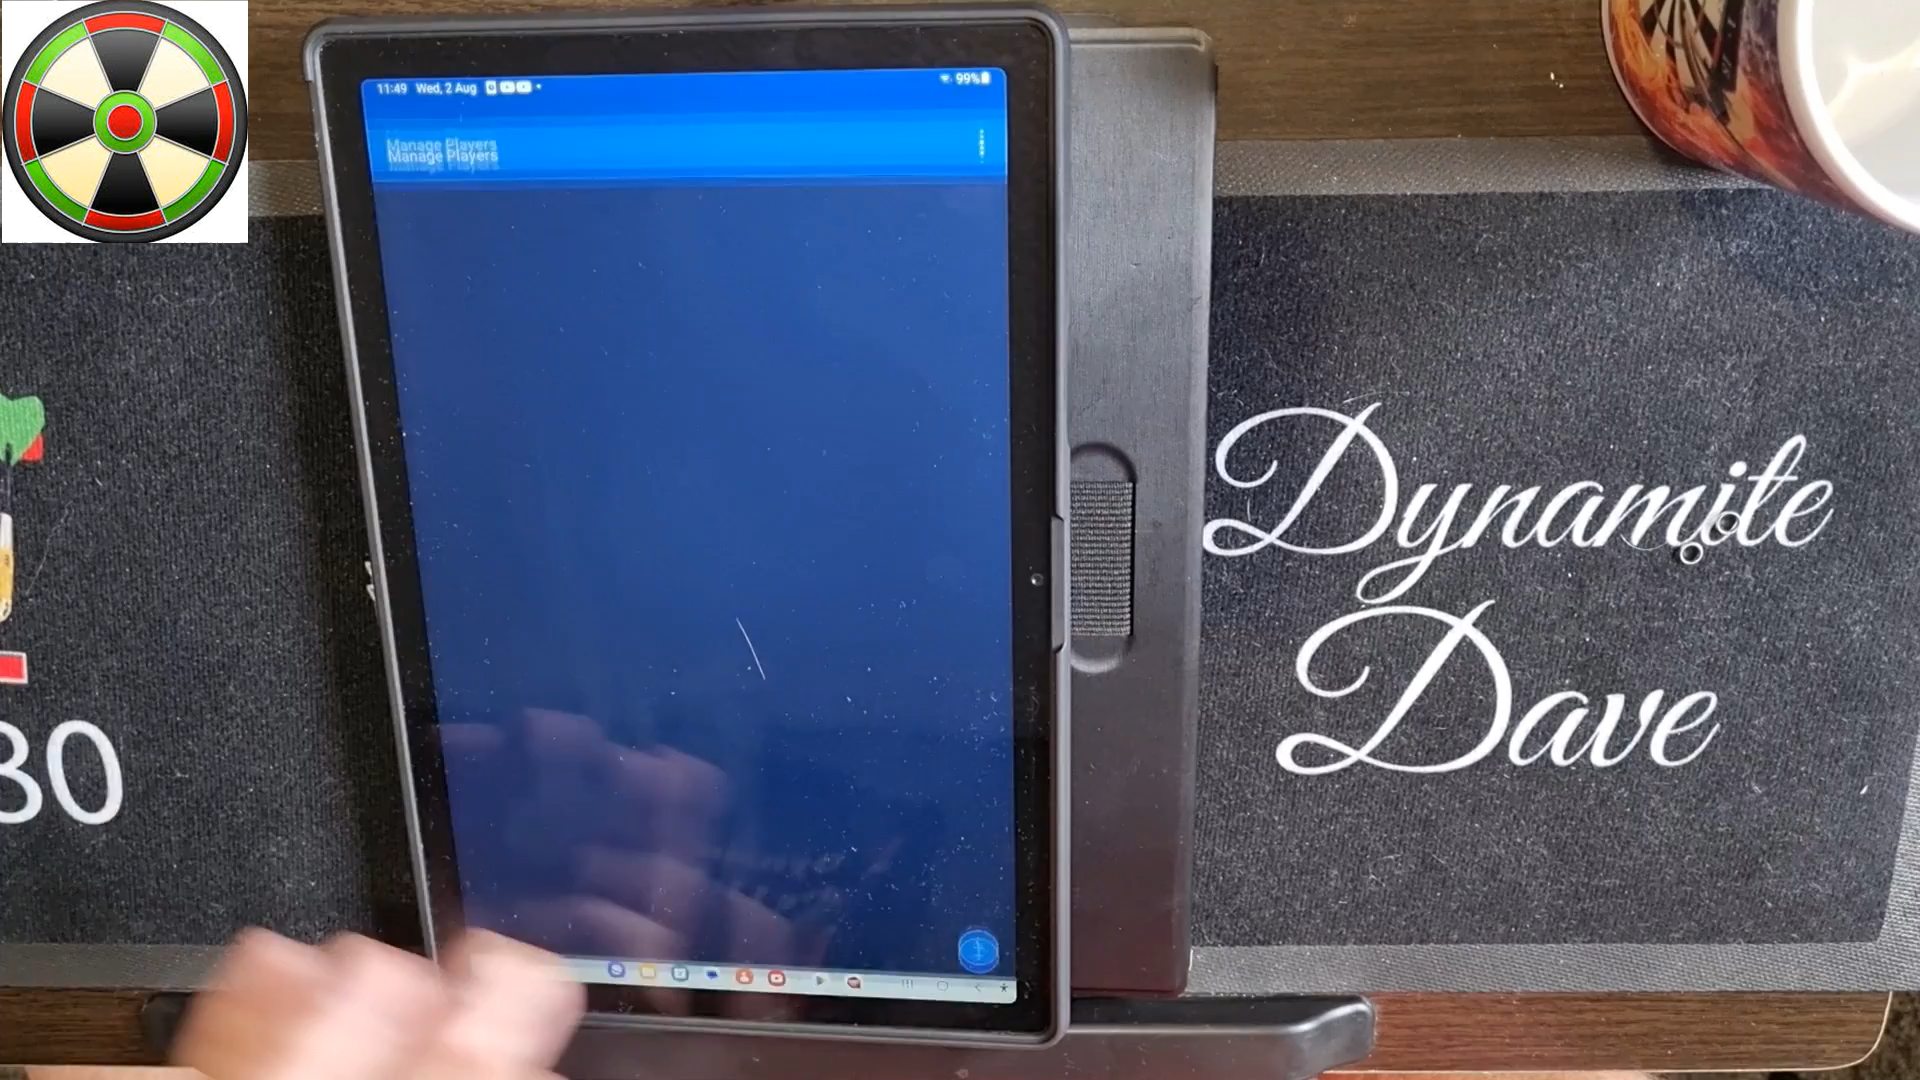 11:49 Wed, 2 Aug
99%
Manage Players
Manage Players
Dynamite
Dave
80